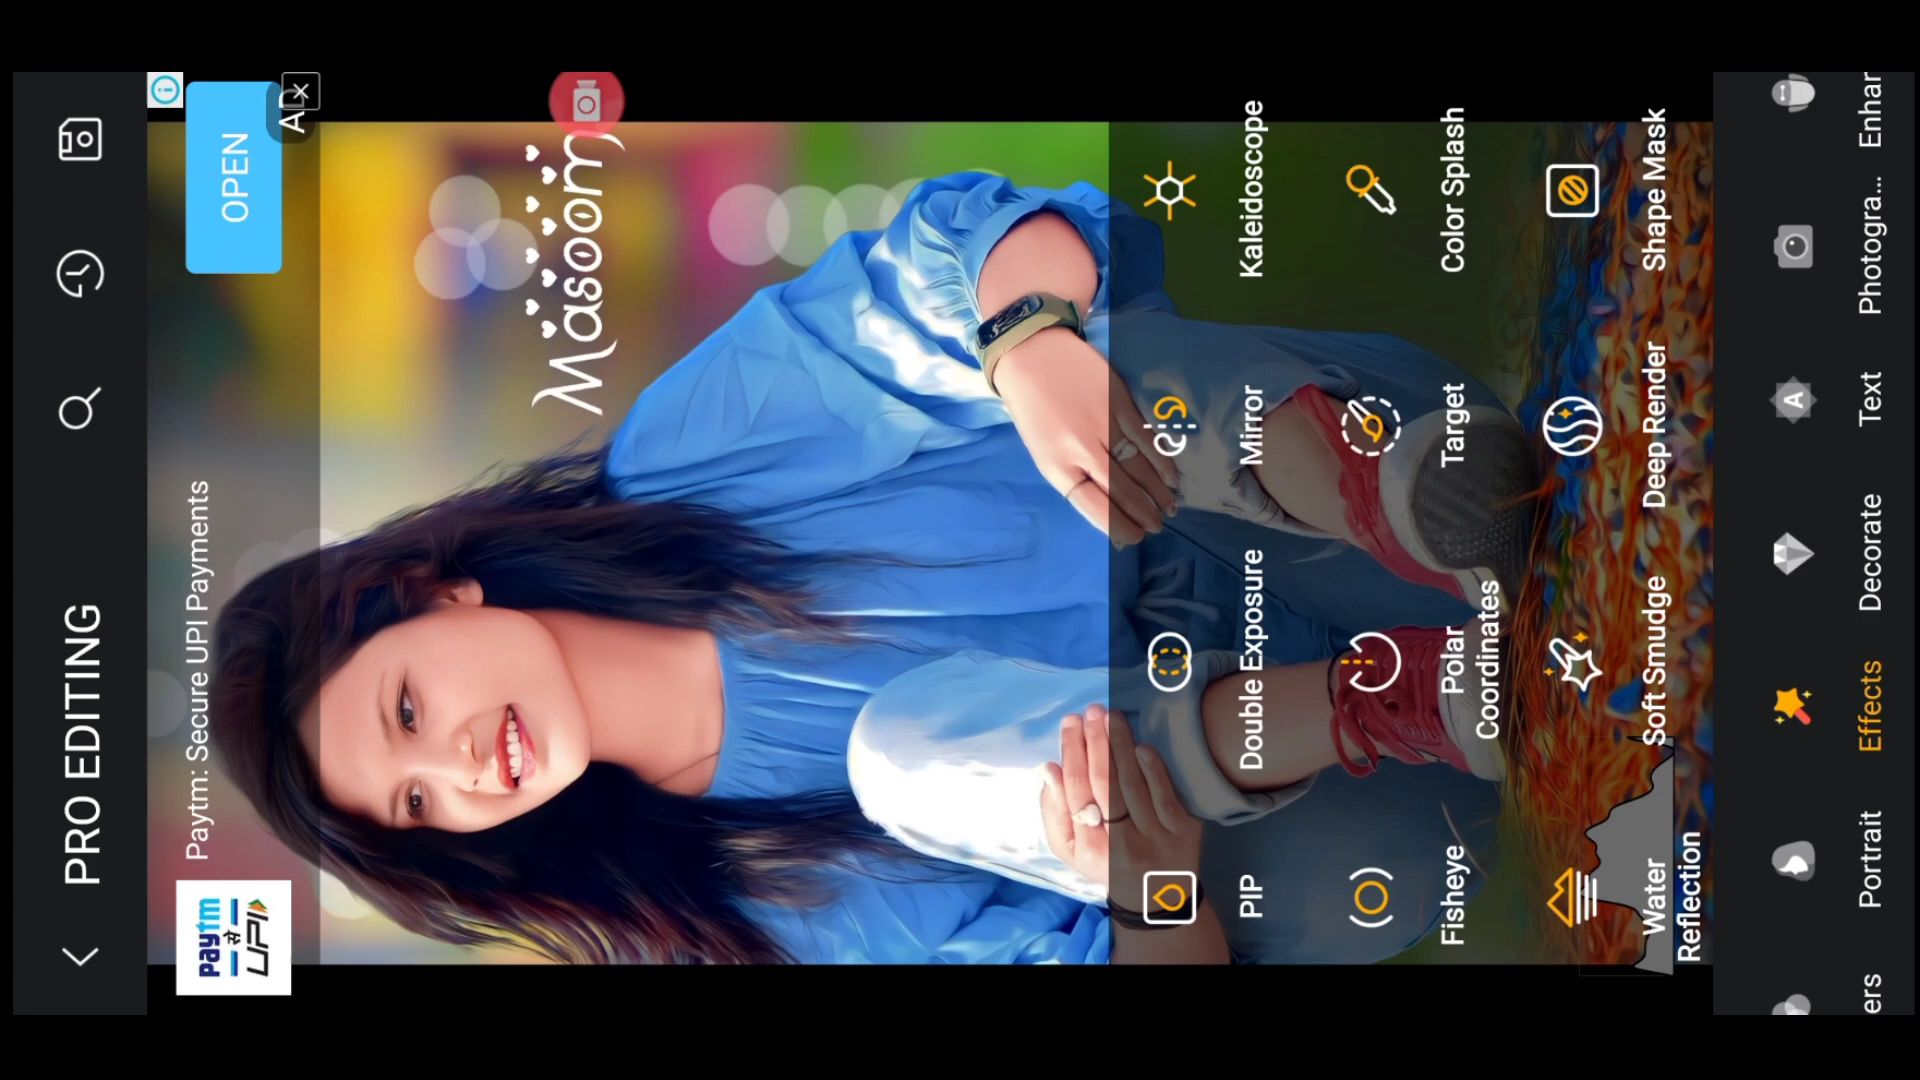 PRO EDITING
paytm
से
UPI
Paytm: Secure UPI Payments
OPEN
AD
Masoom
PIP
Double Exposure
Mirror
Kaleidoscope
Fisheye
Polar
Coordinates
Target
Color Splash
Water
Reflection
Soft Smudge
Deep Render
Shape Mask
ers
Portrait
Effects
Decorate
A
Text
Photogra...
Enhar